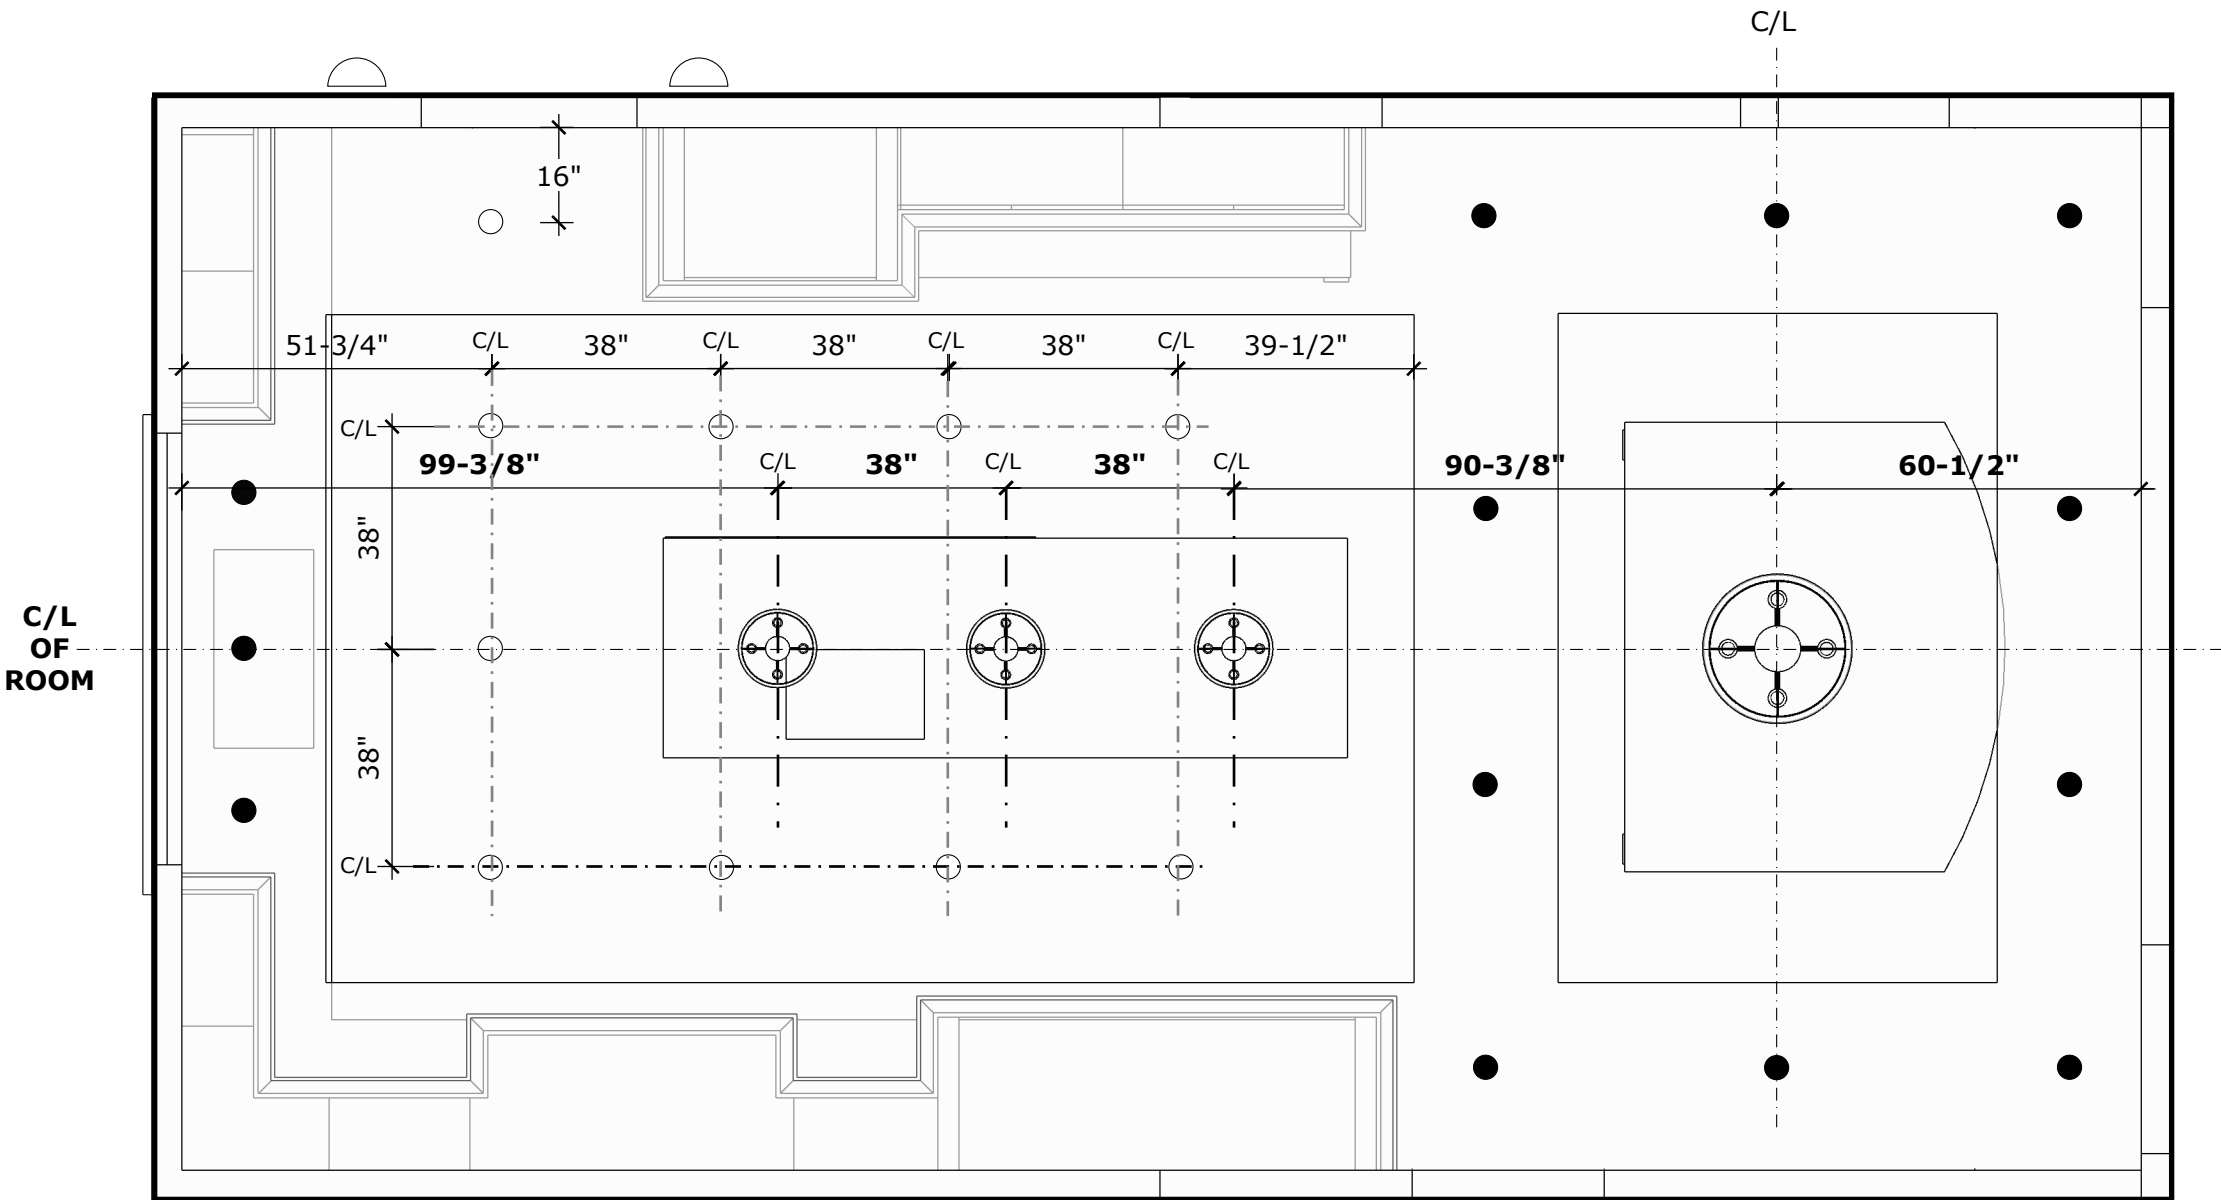 C/L
16"
51-3/4"
C/L
38"
C/L
38"
C/L
38"
C/L
39-1/2"
C/L
99-3/8"
C/L
38"
C/L
38"
C/L
90-3/8"
60-1/2"
38"
C/L
OF
ROOM
38"
C/L